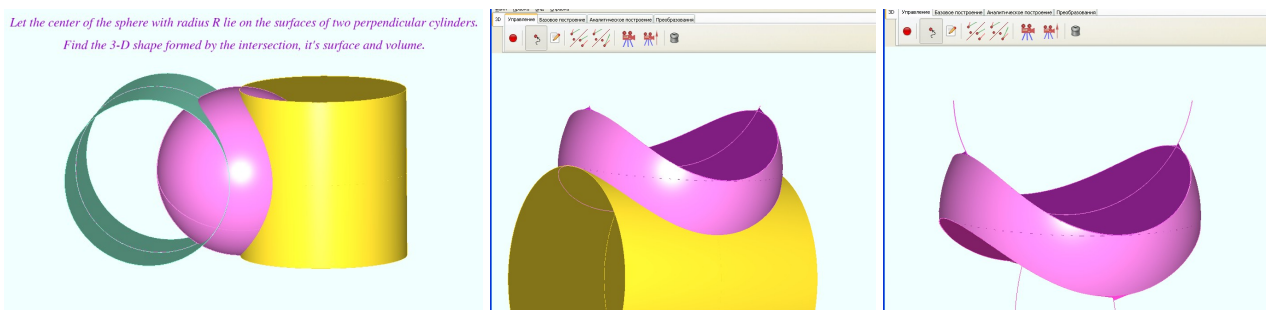 Let the center of the sphere with radius R lie on the surfaces of two perpendicular cylinders.
Find the 3-D shape formed by the intersection, it's surface and volume.
3D Управление Базовое построение Аналитическое построение Преобразования
3D Управление Базовое построение Аналитическое построение Преобразования